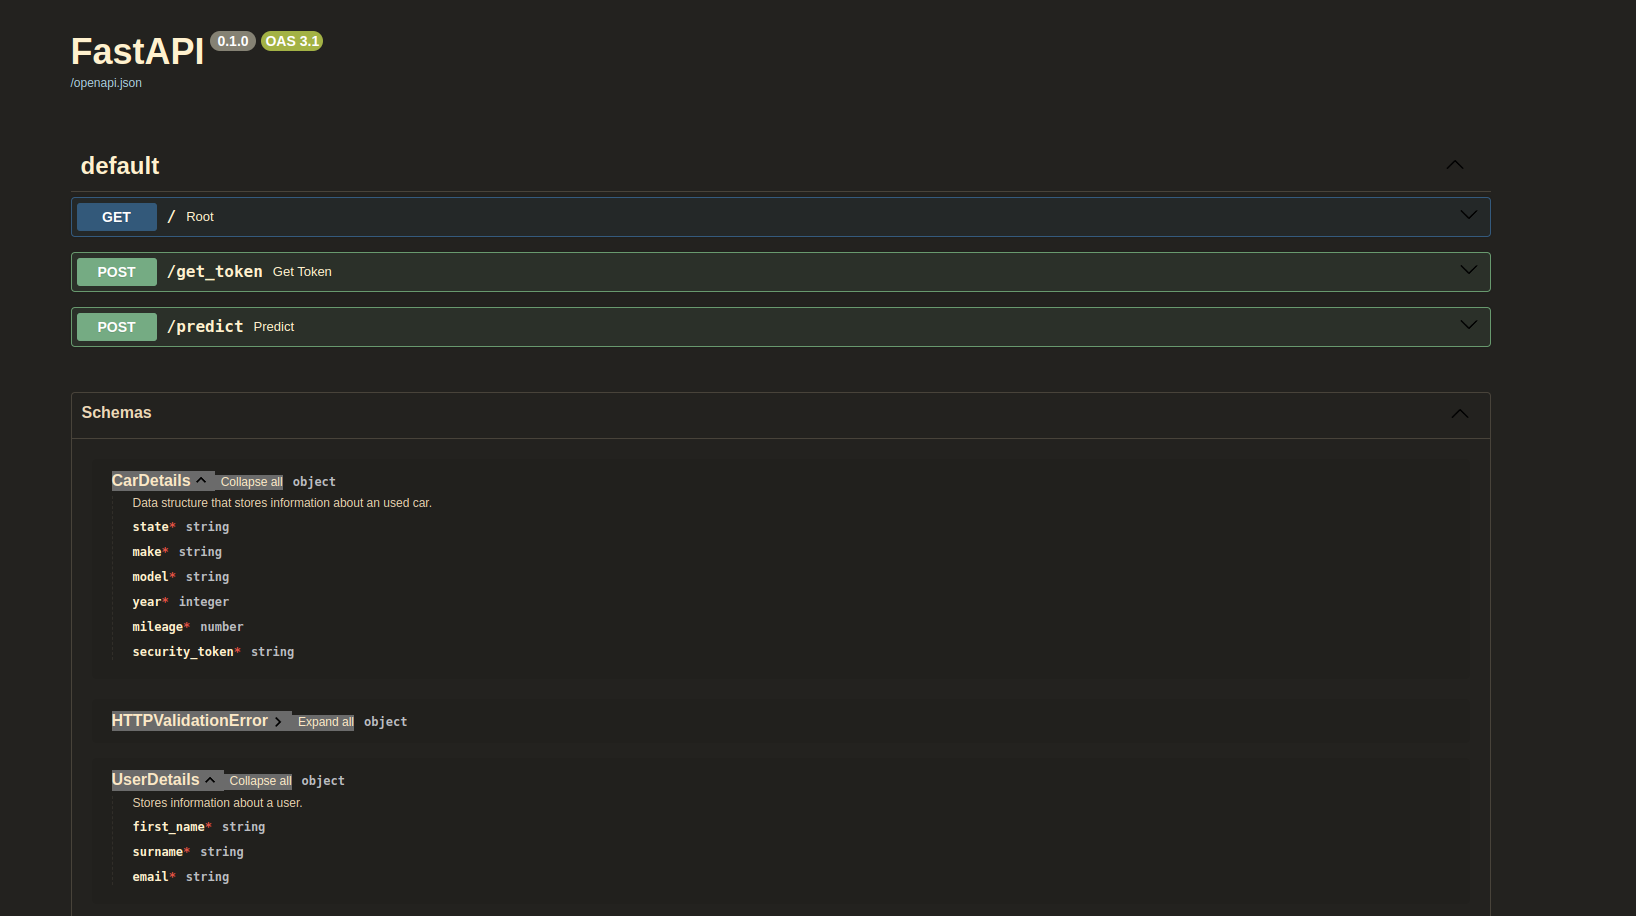 FastAPI 0.1.0 OAS 3.1
/openapi.json
default
GET / Root
POST /get_token Get Token
POST /predict Predict
Schemas
CarDetails Collapse all object
Data structure that stores information about an used car.
state* string
make* string
model* string
year* integer
mileage* number
security_token* string
HTTPValidationError Expand all object
UserDetails Collapse all object
Stores information about a user.
first_name* string
surname* string
email* string